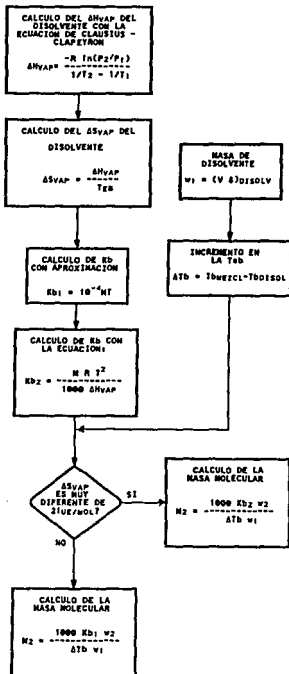 CALCULO DEL ΔHVAP DEL
DISOLVENTE CON LA
ECUACION DE CLAUSIUS -
CLAPEYRON
ΔHVAP= -R ln(P2/P1)
1/T2 - 1/T1
CALCULO DEL ΔSVAP DEL
DISOLVENTE
ΔSVAP = ΔHVAP
TEB
MASA DE
DISOLVENTE
w1 = (V δ)DISOLV
CALCULO DE Kb
CON APROXIMACION
Kb1 = 10⁻⁴MT
INCREMENTO EN
LA Teb
ΔTb = TbMEZCL-TbDISOL
CALCULO DE Kb CON
LA ECUACION:
Kb2 = M R T²
1000 ΔHVAP
ΔSVAP
ES MUY
DIFERENTE DE
21UE/MOL?
SI
NO
CALCULO DE LA
MASA MOLECULAR
M2 = 1000 Kb2 w2
ΔTb w1
CALCULO DE LA
MASA MOLECULAR
M2 = 1000 Kb1 w2
ΔTb w1